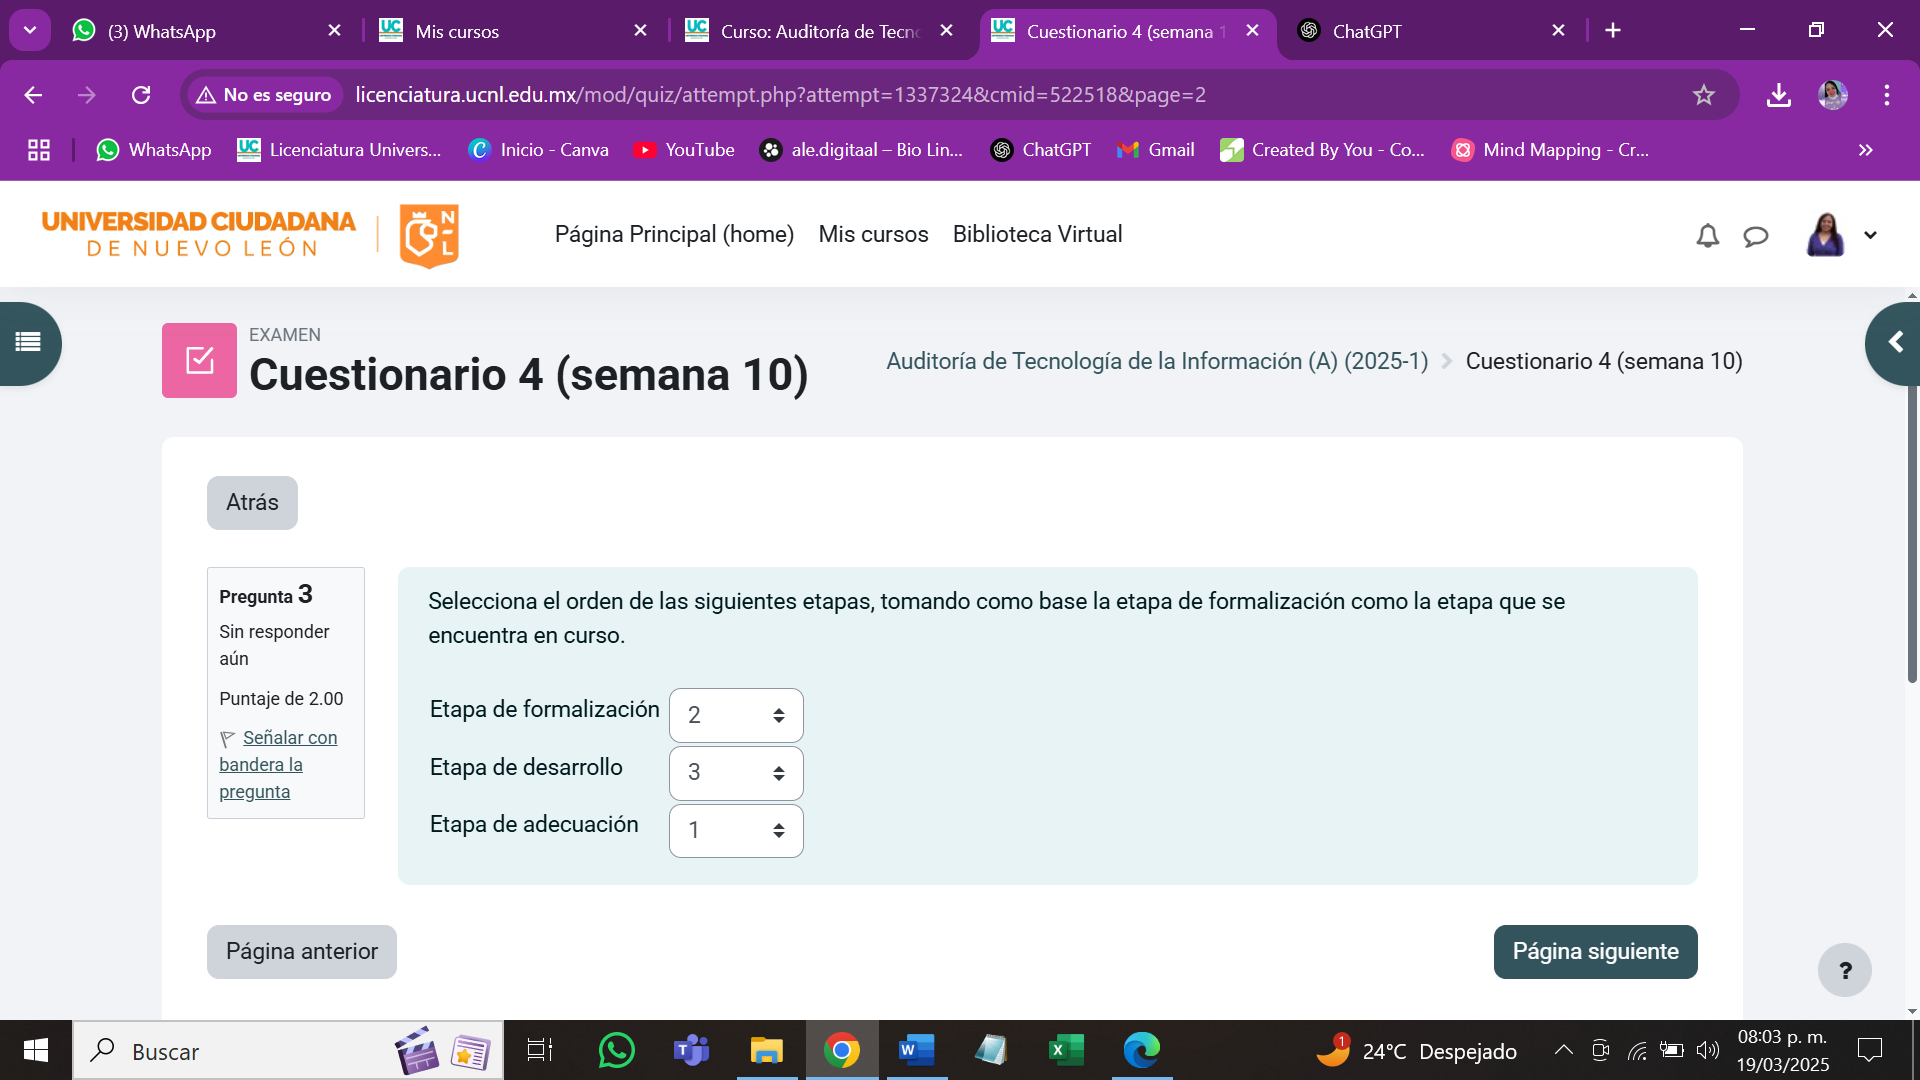 (3) WhatsApp
Mis cursos
Curso: Auditoría de Tecno
Cuestionario 4 (semana 1
ChatGPT
No es seguro
licenciatura.ucnl.edu.mx/mod/quiz/attempt.php?attempt=1337324&cmid=522518&page=2
WhatsApp
Licenciatura Univers...
Inicio - Canva
YouTube
ale.digitaal – Bio Lin...
ChatGPT
Gmail
Created By You - Co...
Mind Mapping - Cr...
UNIVERSIDAD CIUDADANA
DE NUEVO LEÓN
Página Principal (home)
Mis cursos
Biblioteca Virtual
EXAMEN
Cuestionario 4 (semana 10)
Auditoría de Tecnología de la Información (A) (2025-1)
Cuestionario 4 (semana 10)
Atrás
Pregunta 3
Sin responder
aún
Puntaje de 2.00
Señalar con
bandera la
pregunta
Selecciona el orden de las siguientes etapas, tomando como base la etapa de formalización como la etapa que se
encuentra en curso.
Etapa de formalización 2
Etapa de desarrollo 3
Etapa de adecuación 1
Página anterior
Página siguiente
?
Buscar
1
24°C Despejado
08:03 p. m.
19/03/2025